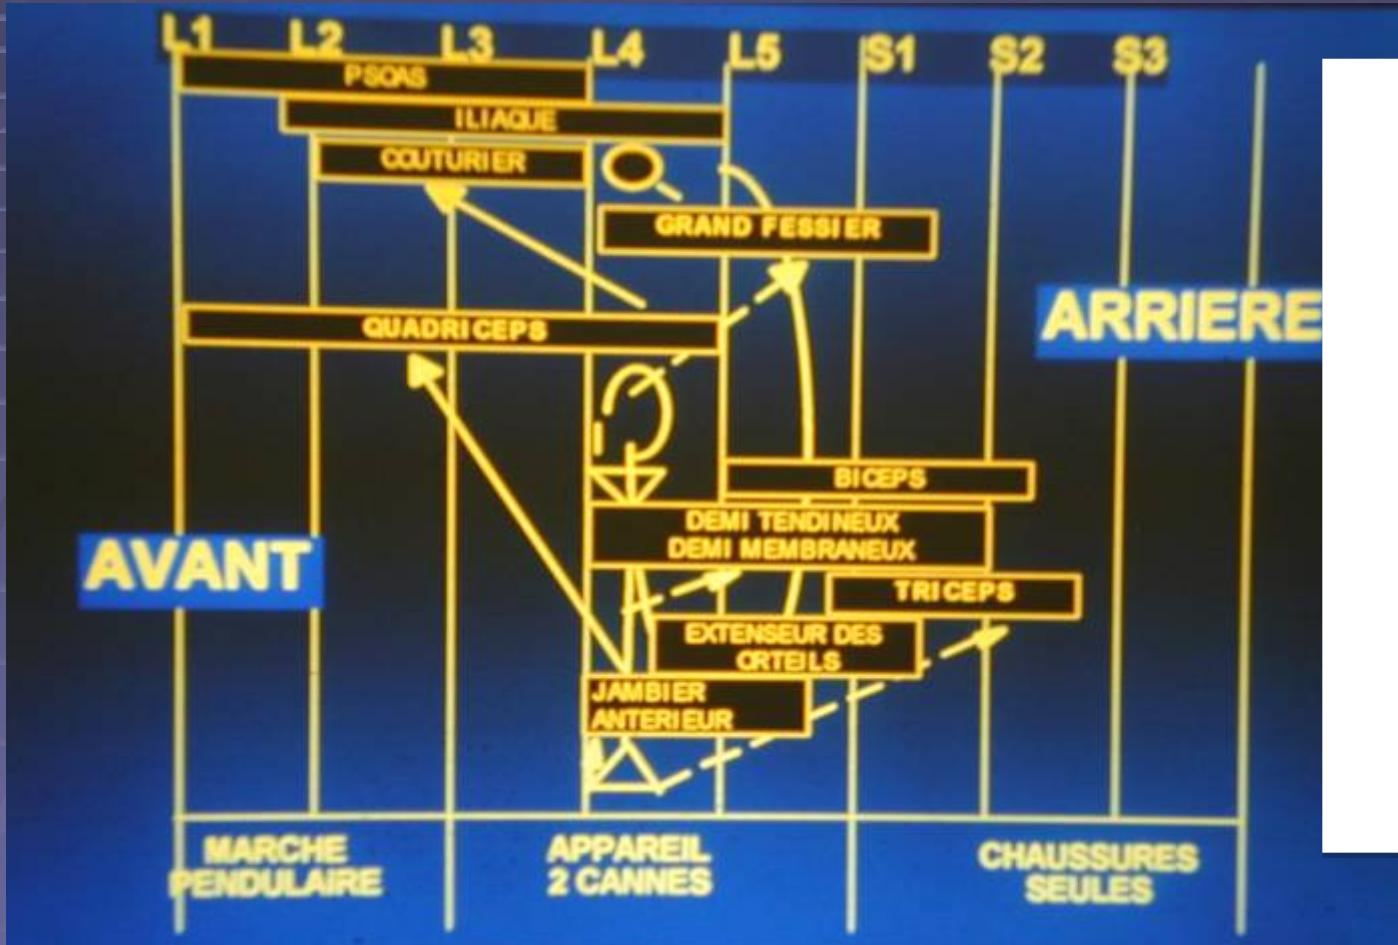 L1 L2 L3 L4 L5 S1 S2 S3
PSOAS
ILIAQUE
COUTURIER
GRAND FESSIER
ARRIERE
QUADRICEPS
BICEPS
DEMI TENDINEUX
DEMI MEMBRANEUX
AVANT
TRICEPS
EXTENSEUR DES
ORTEILS
JAMBIER
ANTERIEUR
MARCHE
PENDULAIRE
APPAREIL
2 CANNES
CHAUSSURES
SEULES